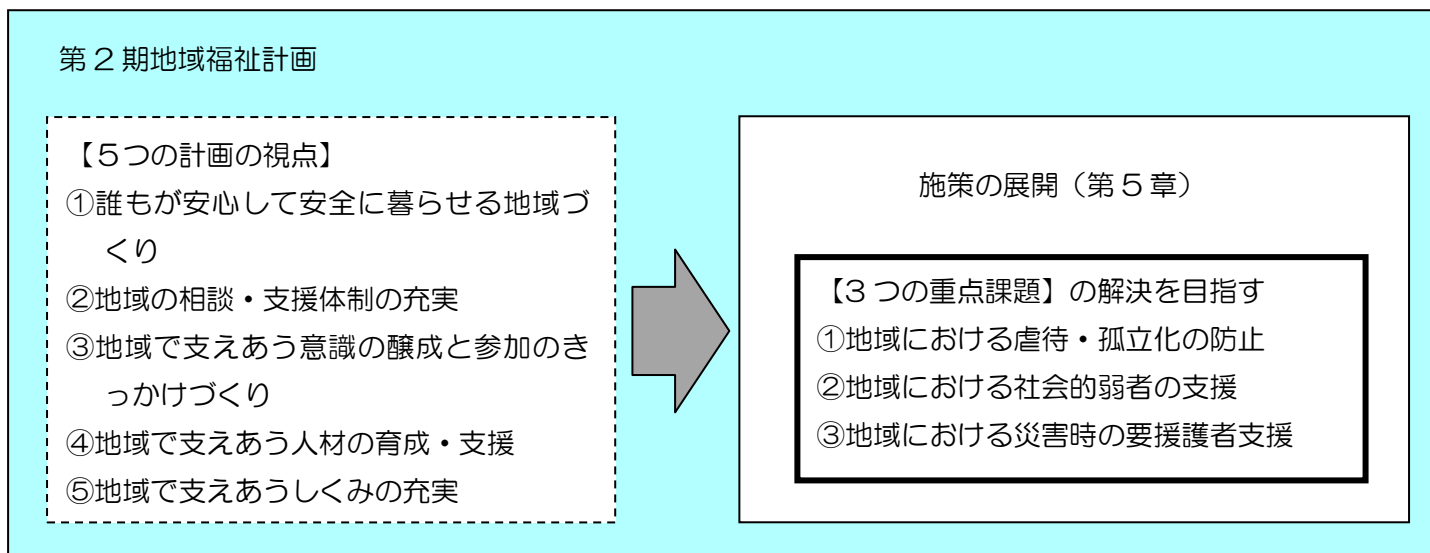 第2期地域福祉計画
【5つの計画の視点】
①誰もが安心して安全に暮らせる地域づ
くり
②地域の相談・支援体制の充実
③地域で支えあう意識の醸成と参加のき
っかけづくり
④地域で支えあう人材の育成・支援
⑤地域で支えあうしくみの充実
施策の展開（第5章）
【3つの重点課題】の解決を目指す
①地域における虐待・孤立化の防止
②地域における社会的弱者の支援
③地域における災害時の要援護者支援